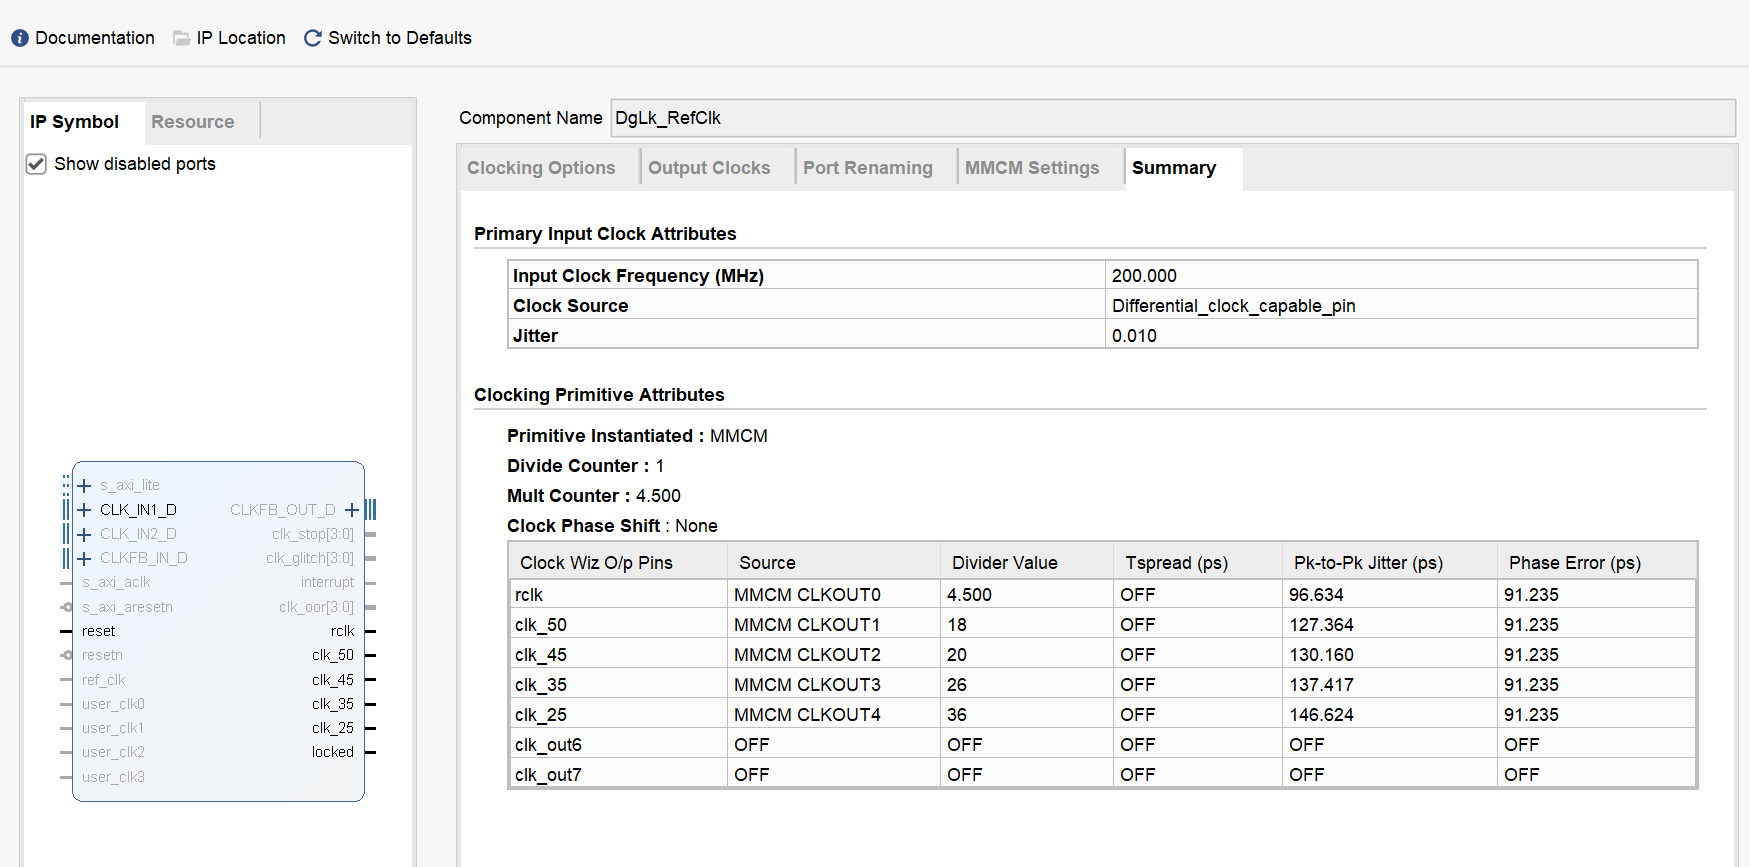 Documentation IP Location Switch to Defaults
IP Symbol Resource
Show disabled ports
s_axi_lite
CLK_IN1_D CLKFB_OUT_D
CLK_IN2_D clk_stop[3:0]
CLKFB_IN_D clk_glitch[3:0]
s_axi_aclk interrupt
s_axi_aresetn clk_oor[3:0]
reset rclk
resetn clk_50
ref_clk clk_45
user_clk0 clk_35
user_clk1 clk_25
user_clk2 locked
user_clk3
Component Name DgLk_RefClk
Clocking Options Output Clocks Port Renaming MMCM Settings Summary
Primary Input Clock Attributes
Input Clock Frequency (MHz) 200.000
Clock Source Differential_clock_capable_pin
Jitter 0.010
Clocking Primitive Attributes
Primitive Instantiated : MMCM
Divide Counter : 1
Mult Counter : 4.500
Clock Phase Shift : None
Clock Wiz O/p Pins Source Divider Value Tspread (ps) Pk-to-Pk Jitter (ps) Phase Error (ps)
rclk MMCM CLKOUT0 4.500 OFF 96.634 91.235
clk_50 MMCM CLKOUT1 18 OFF 127.364 91.235
clk_45 MMCM CLKOUT2 20 OFF 130.160 91.235
clk_35 MMCM CLKOUT3 26 OFF 137.417 91.235
clk_25 MMCM CLKOUT4 36 OFF 146.624 91.235
clk_out6 OFF OFF OFF OFF OFF
clk_out7 OFF OFF OFF OFF OFF